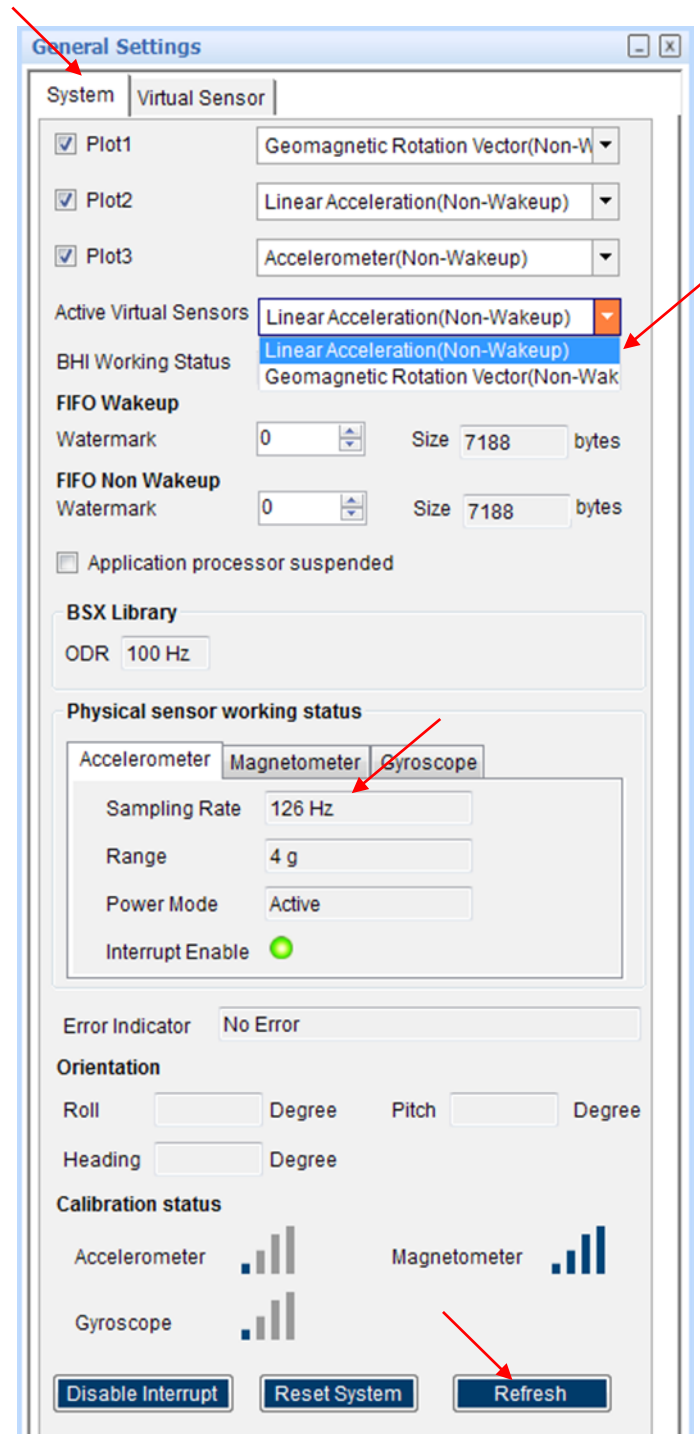 General Settings
System Virtual Sensor
Plot1 Geomagnetic Rotation Vector(Non-W
Plot2 Linear Acceleration(Non-Wakeup)
Plot3 Accelerometer(Non-Wakeup)
Active Virtual Sensors Linear Acceleration(Non-Wakeup)
Linear Acceleration(Non-Wakeup)
BHI Working Status
Geomagnetic Rotation Vector(Non-Wak
FIFO Wakeup
Watermark 0 Size 7188 bytes
FIFO Non Wakeup
Watermark 0 Size 7188 bytes
Application processor suspended
BSX Library
ODR 100 Hz
Physical sensor working status
Accelerometer Magnetometer Gyroscope
Sampling Rate 126 Hz
Range 4 g
Power Mode Active
Interrupt Enable
Error Indicator No Error
Orientation
Roll Degree Pitch Degree
Heading Degree
Calibration status
Accelerometer Magnetometer
Gyroscope
Disable Interrupt Reset System Refresh